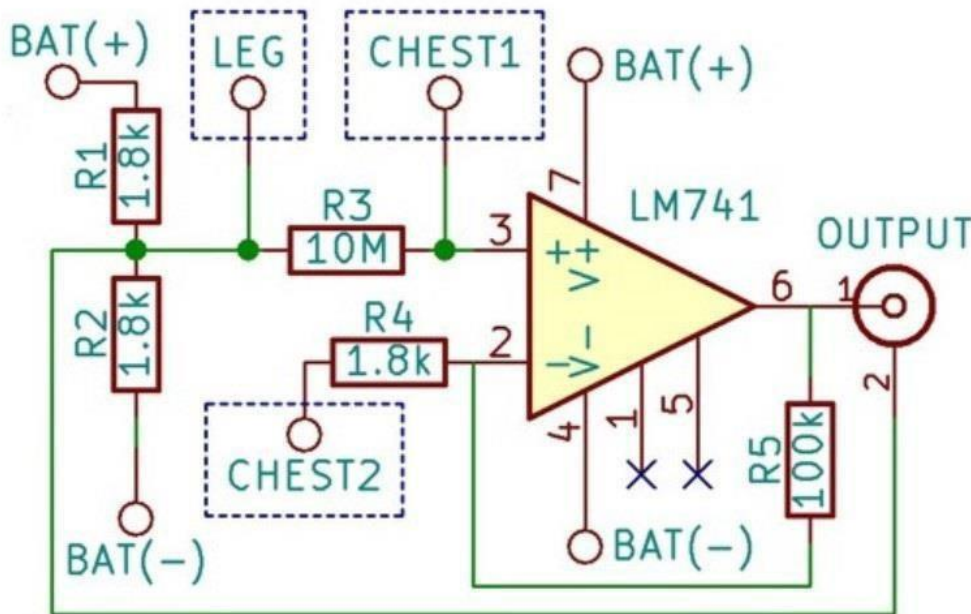 BAT(+)
LEG
CHEST1
BAT(+)
R1
1.8k
7
LM741
R3
10M
3
+
V+
OUTPUT
6
1
R2
1.8k
R4
1.8k
2
-
V-
2
4
1
5
R5
100k
CHEST2
BAT(-)
BAT(-)